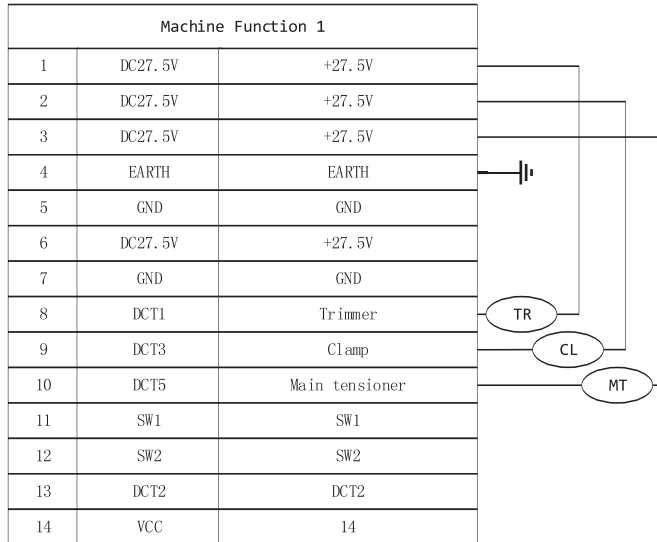 Machine Function 1
1 DC27.5V +27.5V
2 DC27.5V +27.5V
3 DC27.5V +27.5V
4 EARTH EARTH
5 GND GND
6 DC27.5V +27.5V
7 GND GND
8 DCT1 Trimmer TR
9 DCT3 Clamp CL
10 DCT5 Main tensioner MT
11 SW1 SW1
12 SW2 SW2
13 DCT2 DCT2
14 VCC 14